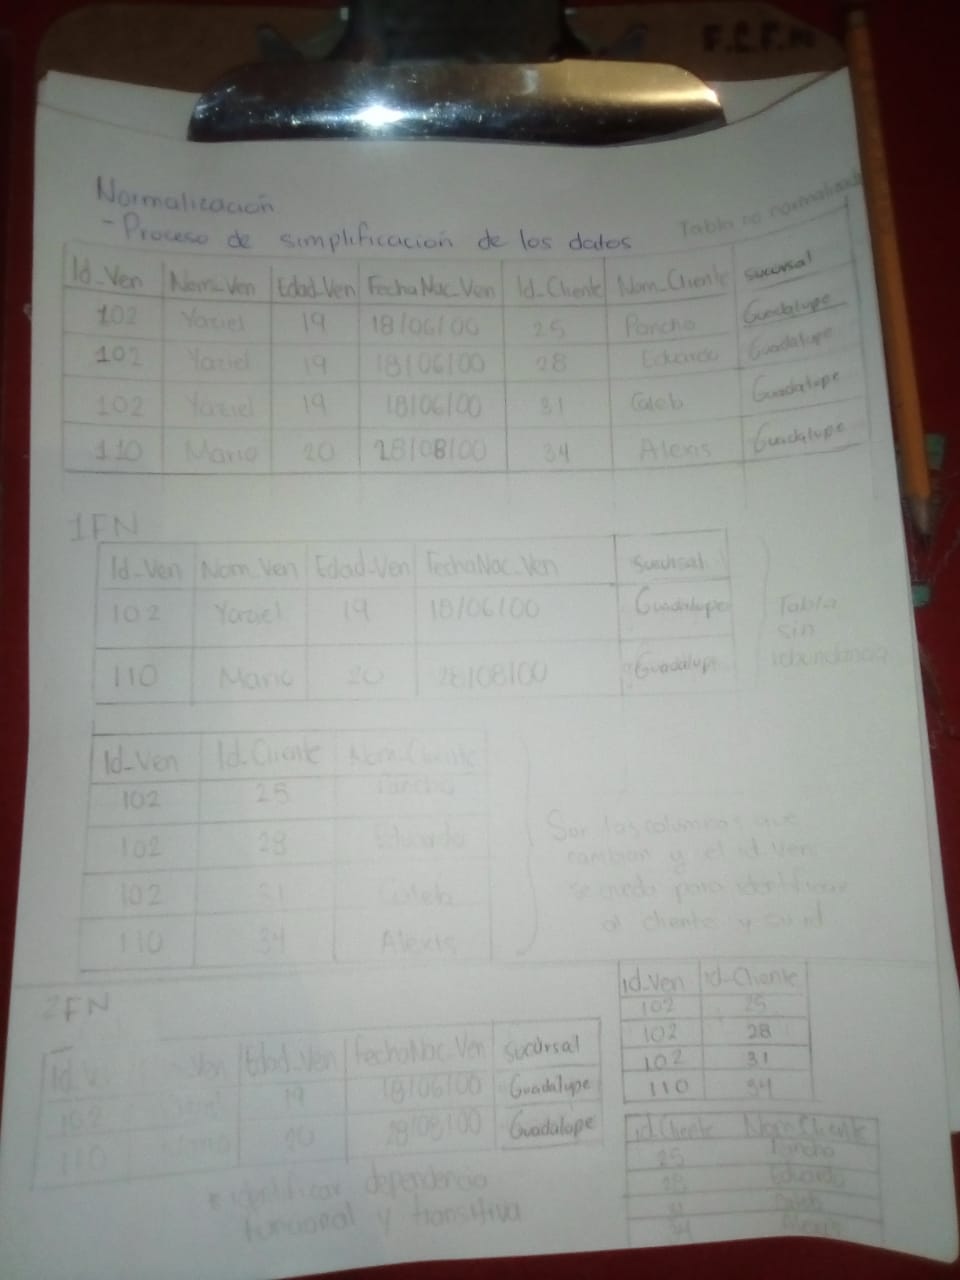 F.C.F.M
Normalización
- Proceso de simplificación de los datos
Tabla no normalizada
Id_Ven Nom_Ven Edad_Ven FechaNac_Ven Id_Cliente Nom_Cliente sucursal
102 Yaziel 19 18/06/00 25 Pancho Guadalupe
102 Yaziel 19 18/06/00 28 Eduardo Guadalupe
102 Yaziel 19 18/06/00 31 Caleb Guadalupe
110 Mario 20 28/08/00 34 Alexis Guadalupe
1FN
Id_Ven Nom_Ven Edad_Ven FechaNac_Ven sucursal
102 Yaziel 19 18/06/00 Guadalupe
110 Mario 20 28/08/00 Guadalupe
Tabla
sin
Id_Ven Id_Cliente Nom_Cliente
102 25 Pancho
102 28 Eduardo
102 31 Caleb
110 34 Alexis
Son las columnas que
cambian y el id_Ven
se queda para identificar
al cliente y su id
2FN
Edad_Ven FechaNac_Ven sucursal
102 19 18/06/00 Guadalupe
110 Mario 20 28/08/00 Guadalupe
* identificar dependencia
funcional y transitiva
id_Ven id_Cliente
102 25
102 28
102 31
110 34
id_Cliente Nom_Cliente
25 Pancho
28 Eduardo
31 Caleb
34 Alexis